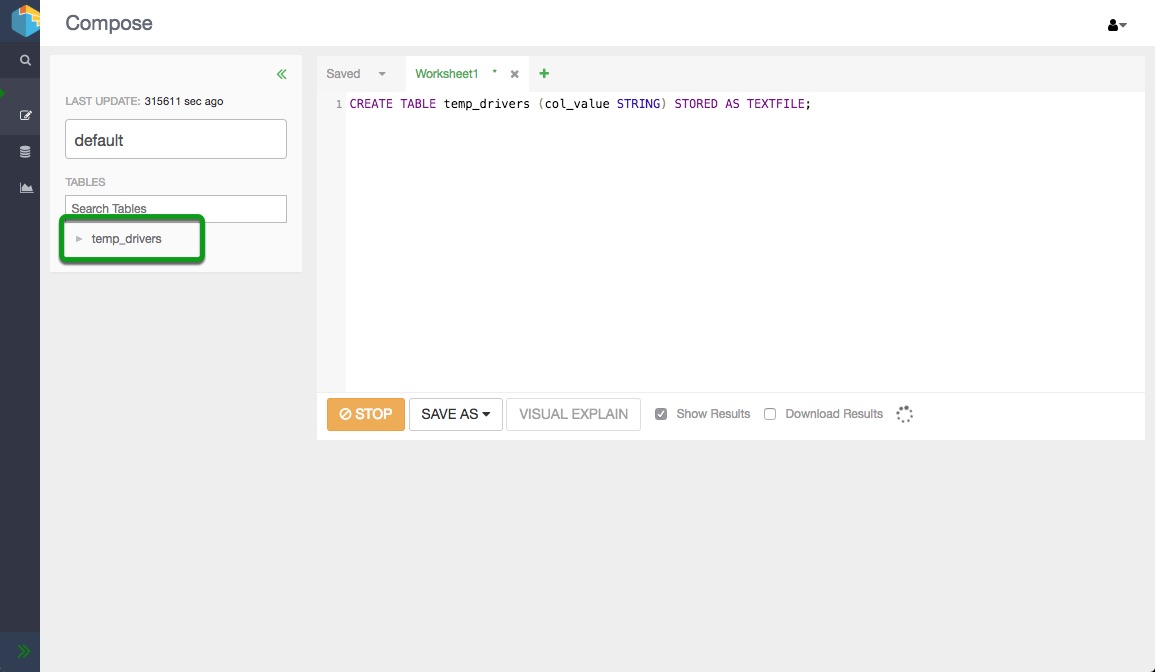 Compose
LAST UPDATE: 315611 sec ago
default
TABLES
Search Tables
temp_drivers
Saved Worksheet1 *
1 CREATE TABLE temp_drivers (col_value STRING) STORED AS TEXTFILE;
STOP SAVE AS VISUAL EXPLAIN Show Results Download Results